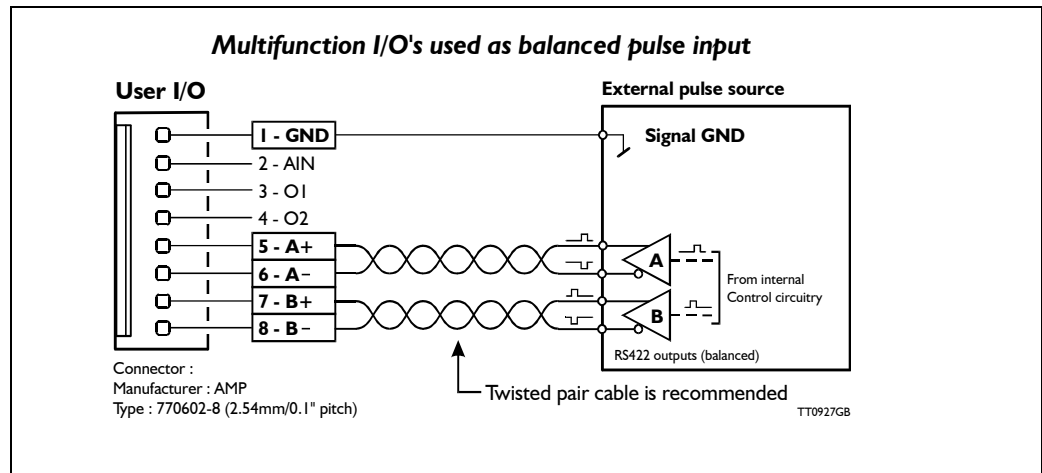 Multifunction I/O's used as balanced pulse input
User I/O
1 - GND
2 - AIN
3 - O1
4 - O2
5 - A+
6 - A−
7 - B+
8 - B−
Connector :
Manufacturer : AMP
Type : 770602-8 (2.54mm/0.1" pitch)
External pulse source
Signal GND
A
B
From internal
Control circuitry
RS422 outputs (balanced)
Twisted pair cable is recommended
TT0927GB